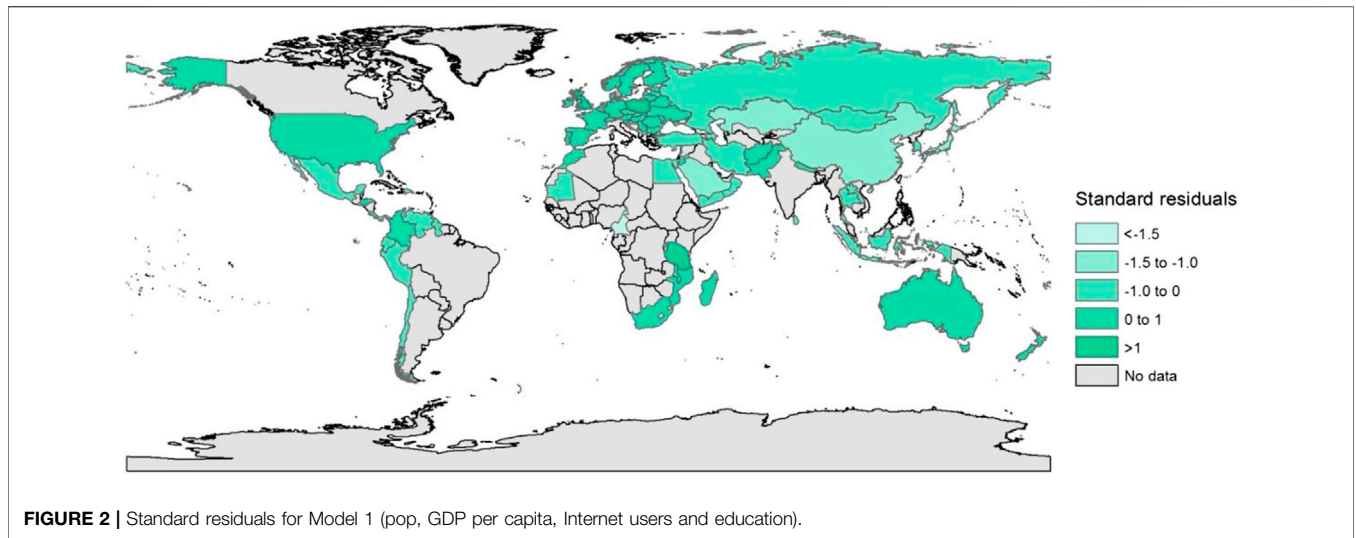 Standard residuals
<-1.5
-1.5 to -1.0
-1.0 to 0
0 to 1
>1
No data
FIGURE 2 | Standard residuals for Model 1 (pop, GDP per capita, Internet users and education).